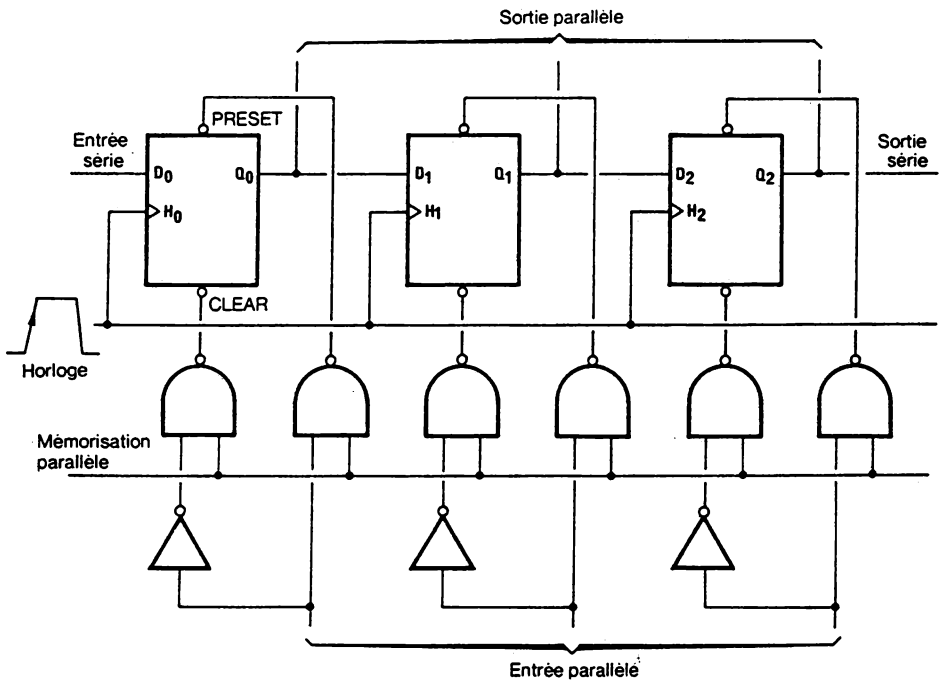 Sortie parallèle
PRESET
Entrée
série
Sortie
série
D0
Q0
D1
Q1
D2
Q2
H0
H1
H2
CLEAR
Horloge
Mémorisation
parallèle
Entrée parallèle